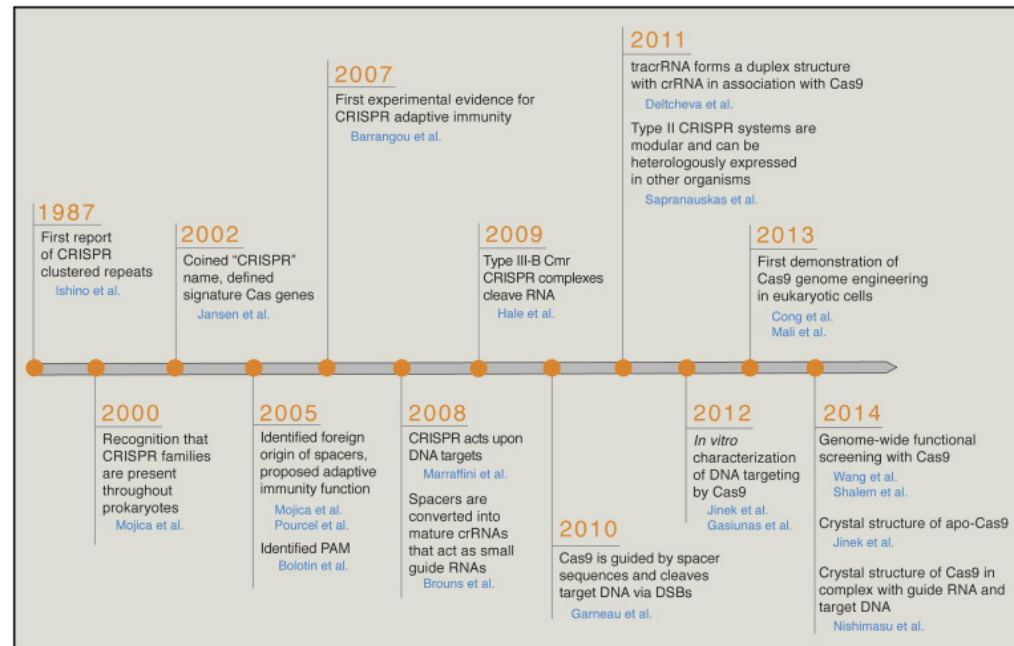 1987
First report
of CRISPR
clustered repeats
Ishino et al.
2000
Recognition that
CRISPR families
are present
throughout
prokaryotes
Mojica et al.
2002
Coined “CRISPR”
name, defined
signature Cas genes
Jansen et al.
2005
Identified foreign
origin of spacers,
proposed adaptive
immunity function
Mojica et al.
Pourcel et al.
Identified PAM
Bolotin et al.
2007
First experimental evidence for
CRISPR adaptive immunity
Barrangou et al.
2008
CRISPR acts upon
DNA targets
Marraffini et al.
Spacers are
converted into
mature crRNAs
that act as small
guide RNAs
Brouns et al.
2009
Type III-B Cmr
CRISPR complexes
cleave RNA
Hale et al.
2010
Cas9 is guided by spacer
sequences and cleaves
target DNA via DSBs
Garneau et al.
2011
tracrRNA forms a duplex structure
with crRNA in association with Cas9
Deltcheva et al.
Type II CRISPR systems are
modular and can be
heterologously expressed
in other organisms
Sapranauskas et al.
2012
In vitro
characterization
of DNA targeting
by Cas9
Jinek et al.
Gasiunas et al.
2013
First demonstration of
Cas9 genome engineering
in eukaryotic cells
Cong et al.
Mali et al.
2014
Genome-wide functional
screening with Cas9
Wang et al.
Shalem et al.
Crystal structure of apo-Cas9
Jinek et al.
Crystal structure of Cas9 in
complex with guide RNA and
target DNA
Nishimasu et al.